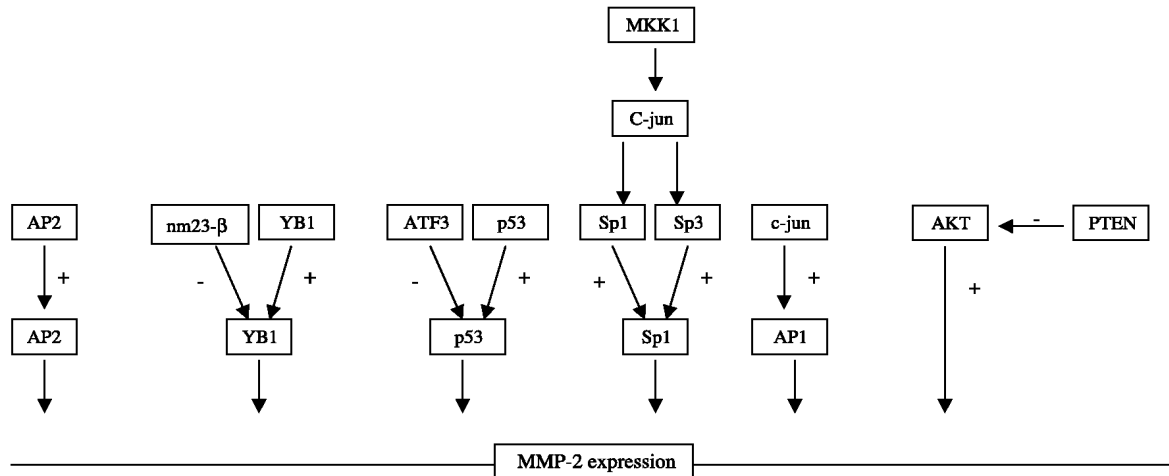 MKK1
C-jun
AP2 nm23-β YB1 ATF3 p53 Sp1 Sp3 c-jun AKT - PTEN
+ - + - + + + + +
AP2 YB1 p53 Sp1 AP1
MMP-2 expression